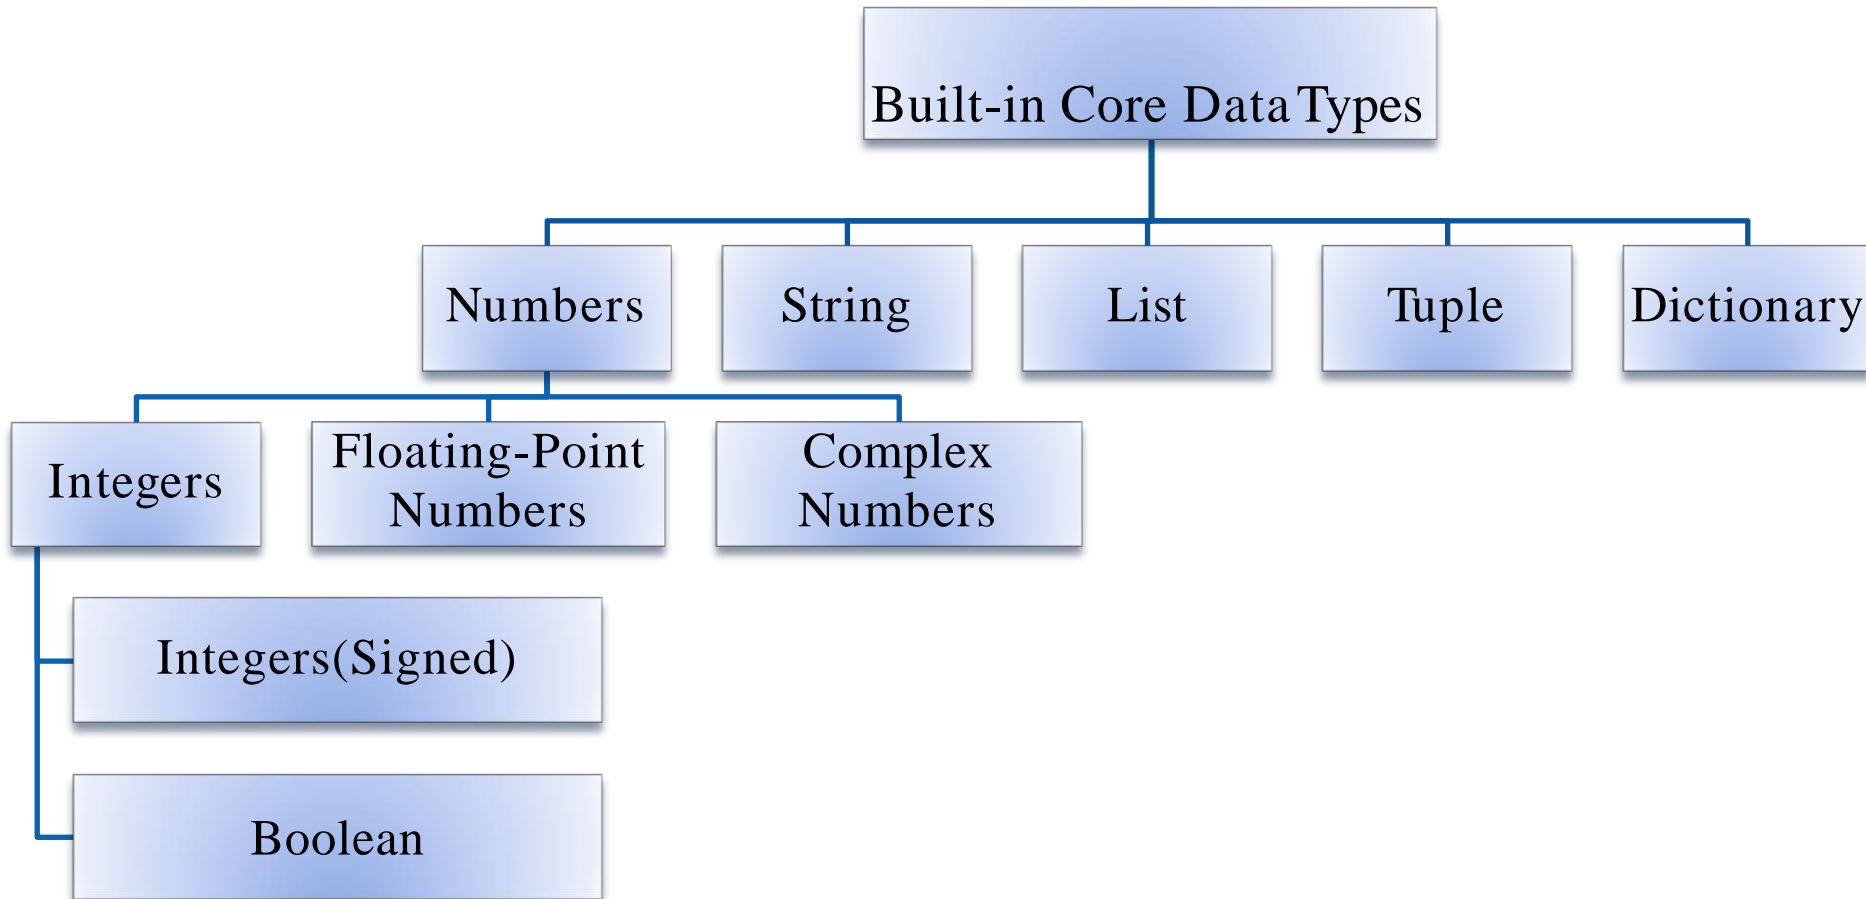 Built-in Core Data Types
Numbers
String
List
Tuple
Dictionary
Integers
Floating-Point
Numbers
Complex
Numbers
Integers(Signed)
Boolean